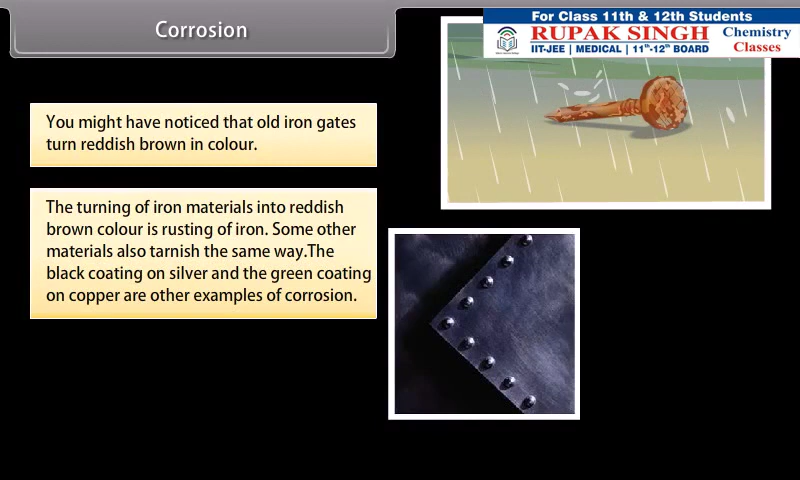 Corrosion
For Class 11th & 12th Students
RUPAK SINGH
IIT-JEE | MEDICAL | 11th-12th BOARD
Chemistry
Classes
You might have noticed that old iron gates
turn reddish brown in colour.
The turning of iron materials into reddish
brown colour is rusting of iron. Some other
materials also tarnish the same way.The
black coating on silver and the green coating
on copper are other examples of corrosion.